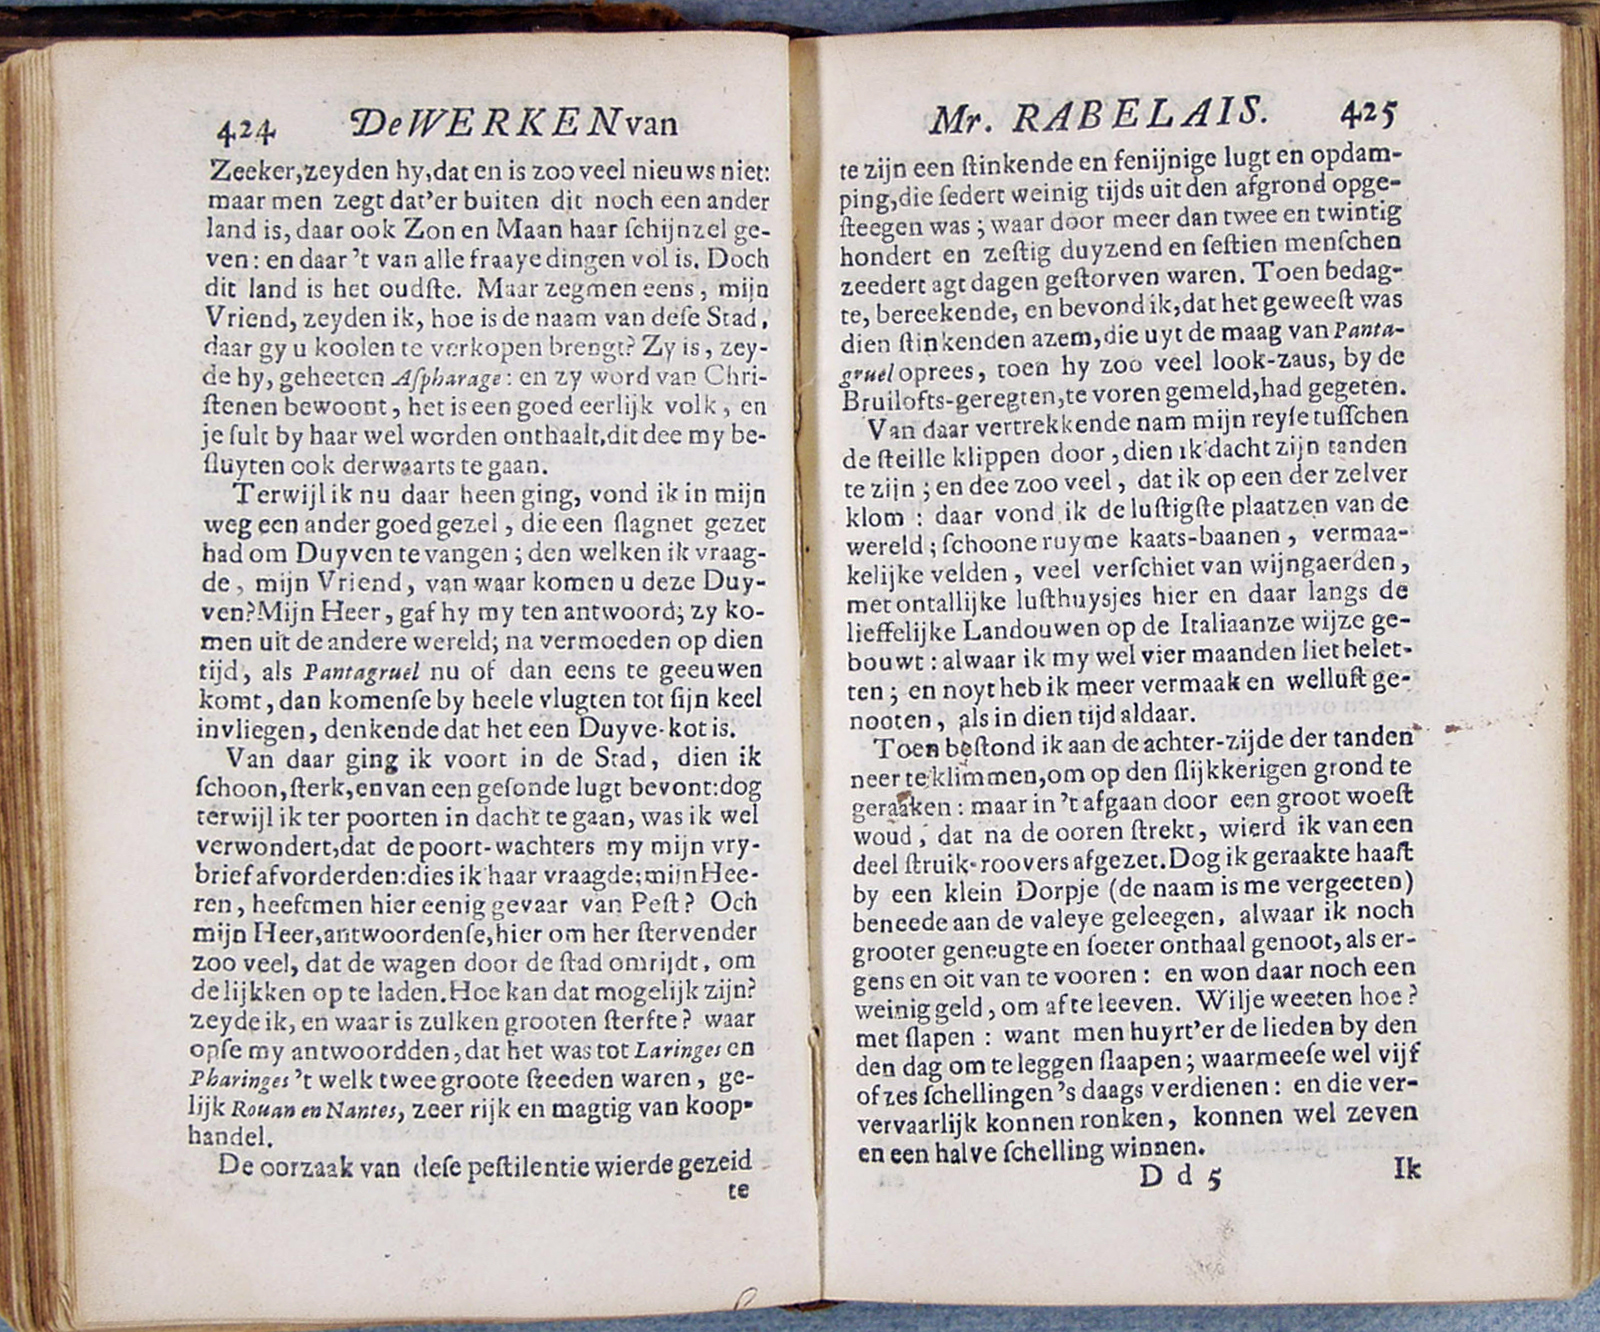 424 De WERKEN van
Zeeker, zeyden hy, dat en is zoo veel nieuws niet:
maar men zegt dat'er buiten dit noch een ander
land is, daar ook Zon en Maan haar ſchijnzel ge-
ven: en daar 't van alle fraaye dingen vol is. Doch
dit land is het oudſte. Maar zegmen eens, mijn
Vriend, zeyden ik, hoe is de naam van deſe Stad,
daar gy u koolen te verkopen brengt? Zy is, zey-
de hy, geheeten Aſpharage: en zy word van Chri-
ſtenen bewoont, het is een goed eerlijk volk, en
je ſult by haar wel worden onthaalt, dit dee my be-
ſluyten ook derwaarts te gaan.
Terwijl ik nu daar heen ging, vond ik in mijn
weg een ander goed gezel, die een ſlagnet gezet
had om Duyven te vangen; den welken ik vraag-
de, mijn Vriend, van waar komen u deze Duy-
ven? Mijn Heer, gaf hy my ten antwoord; zy ko-
men uit de andere wereld; na vermoeden op dien
tijd, als Pantagruel nu of dan eens te geeuwen
komt, dan komenſe by heele vlugten tot ſijn keel
invliegen, denkende dat het een Duyve-kot is.
Van daar ging ik voort in de Stad, dien ik
ſchoon, ſterk, en van een geſonde lugt bevont: dog
terwijl ik ter poorten in dacht te gaan, was ik wel
verwondert, dat de poort-wachters my mijn vry-
brief afvorderden: dies ik haar vraagde; mijn Hee-
ren, heeftmen hier eenig gevaar van Peſt? Och
mijn Heer, antwoordenſe, hier om her ſtervender
zoo veel, dat de wagen door de ſtad omrijdt, om
de lijkken op te laden. Hoe kan dat mogelijk zijn?
zeyde ik, en waar is zulken grooten ſterfte? waar
opſe my antwoordden, dat het was tot Laringes en
Pharinges 't welk twee groote ſteeden waren, ge-
lijk Rouan en Nantes, zeer rijk en magtig van koop-
handel.
De oorzaak van deſe peſtilentie wierde gezeid
te
Mr. RABELAIS. 425
te zijn een ſtinkende en fenijnige lugt en opdam-
ping, die ſedert weinig tijds uit den afgrond opge-
ſteegen was; waar door meer dan twee en twintig
hondert en zeſtig duyzend en ſeſtien menſchen
zeedert agt dagen geſtorven waren. Toen bedag-
te, bereekende, en bevond ik, dat het geweeſt was
dien ſtinkenden azem, die uyt de maag van Panta-
gruel oprees, toen hy zoo veel look-zaus, by de
Bruilofts-geregten, te voren gemeld, had gegeten.
Van daar vertrekkende nam mijn reyſe tuſſchen
de ſteille klippen door, dien ik dacht zijn tanden
te zijn; en dee zoo veel, dat ik op een der zelver
klom: daar vond ik de luſtigſte plaatzen van de
wereld; ſchoone ruyme kaats-baanen, vermaa-
kelijke velden, veel verſchiet van wijngaerden,
met ontallijke luſthuysjes hier en daar langs de
lieffelijke Landouwen op de Italiaanze wijze ge-
bouwt: alwaar ik my wel vier maanden liet belet-
ten; en noyt heb ik meer vermaak en welluſt ge-
nooten, als in dien tijd aldaar.
Toen beſtond ik aan de achter-zijde der tanden
neer te klimmen, om op den ſlijkkerigen grond te
geraaken: maar in 't afgaan door een groot woeſt
woud, dat na de ooren ſtrekt, wierd ik van een
deel ſtruik-roovers afgezet. Dog ik geraakte haaſt
by een klein Dorpje (de naam is me vergeeten)
beneede aan de valeye geleegen, alwaar ik noch
grooter geneugte en ſoeter onthaal genoot, als er-
gens en oit van te vooren: en won daar noch een
weinig geld, om af te leeven. Wilje weeten hoe?
met ſlapen: want men huyrt'er de lieden by den
den dag om te leggen ſlaapen; waarmeeſe wel vijf
of zes ſchellingen 's daags verdienen: en die ver-
vervaarlijk konnen ronken, konnen wel zeven
en een halve ſchelling winnen.
D d 5 Ik